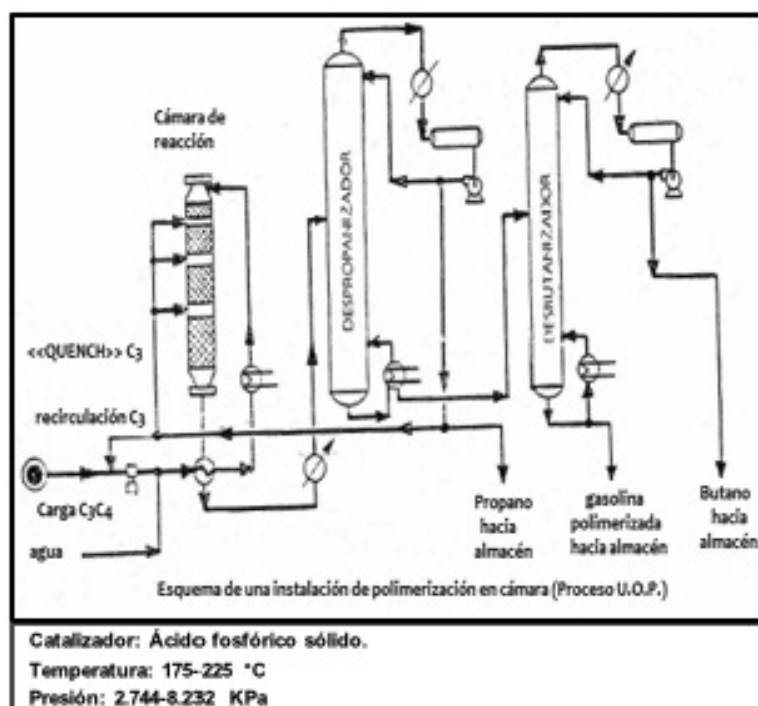 Cámara de
reacción
DESPROPANIZADOR
DESBUTANIZADOR
<<QUENCH>> C3
recirculación C3
Carga C3C4
agua
Propano
hacia
almacén
gasolina
polimerizada
hacia almacén
Butano
hacia
almacén
Esquema de una instalación de polimerización en cámara (Proceso U.O.P.)
Catalizador: Ácido fosfórico sólido.
Temperatura: 175-225 °C
Presión: 2.744-8.232 KPa